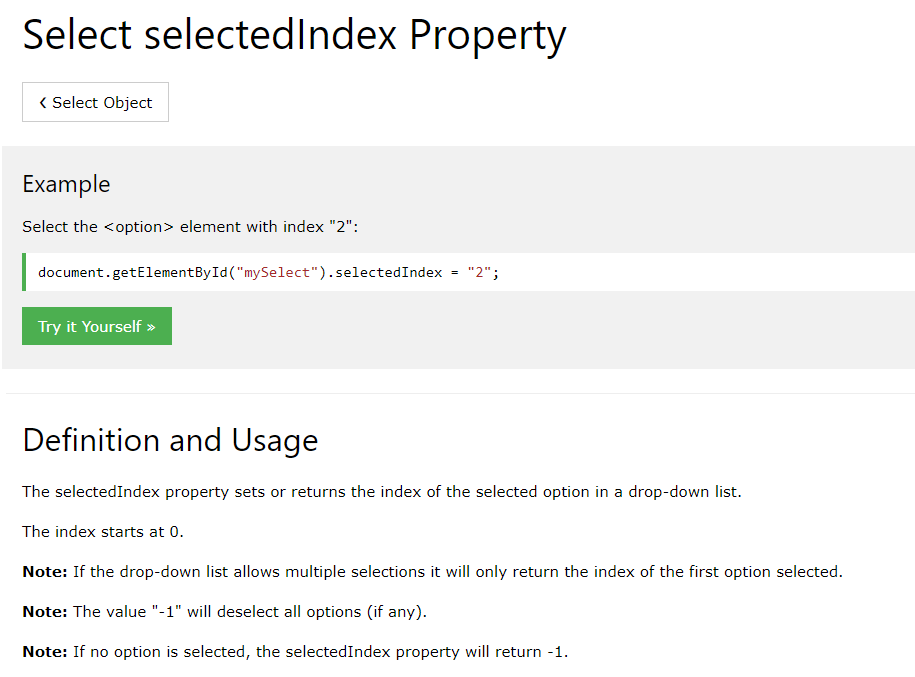 Select selectedIndex Property
❮ Select Object
Example
Select the <option> element with index "2":
document.getElementById("mySelect").selectedIndex = "2";
Try it Yourself »
Definition and Usage
The selectedIndex property sets or returns the index of the selected option in a drop-down list.
The index starts at 0.
Note: If the drop-down list allows multiple selections it will only return the index of the first option selected.
Note: The value "-1" will deselect all options (if any).
Note: If no option is selected, the selectedIndex property will return -1.